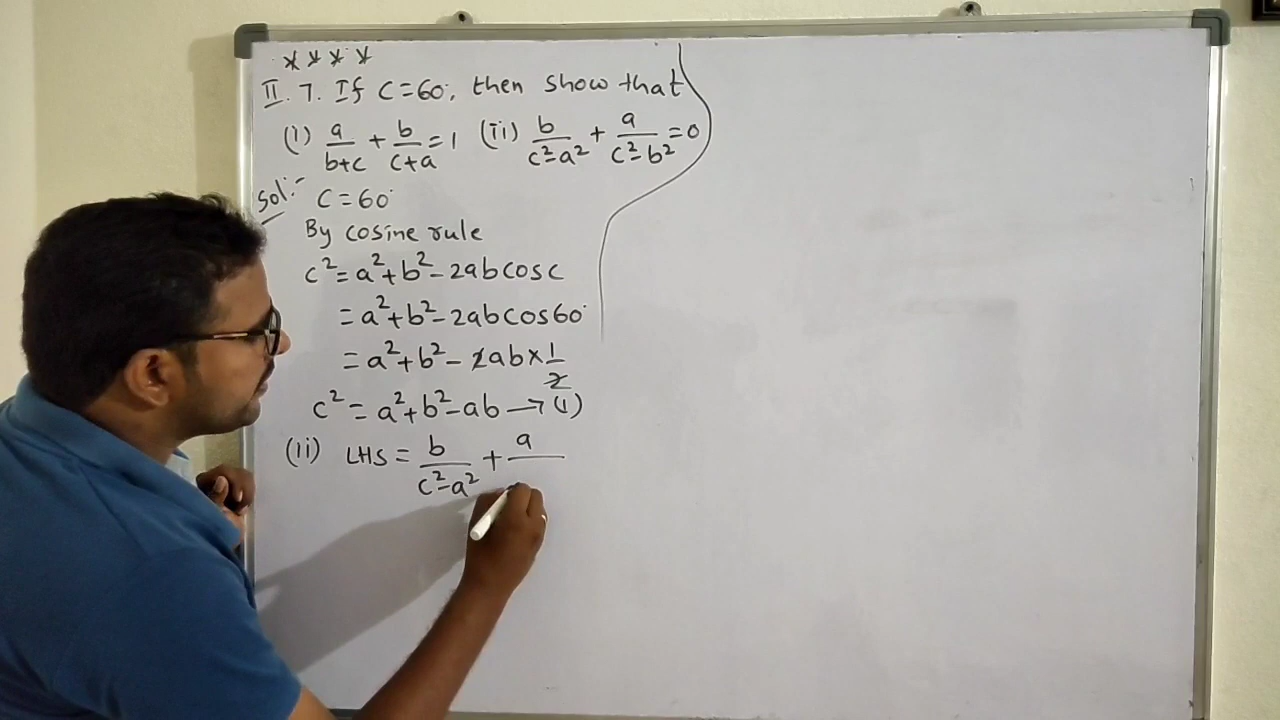 * * * *
II. 7. If C=60°, then show that
(i) a/(b+c) + b/(c+a) = 1 (ii) b/(c²-a²) + a/(c²-b²) = 0
Sol:- C=60°
By cosine rule
c² = a²+b²-2ab cos c
= a²+b²-2ab cos 60°
= a²+b²-2ab×1/2
c² = a²+b²-ab → (1)
(ii) LHS = b/(c²-a²) + a/